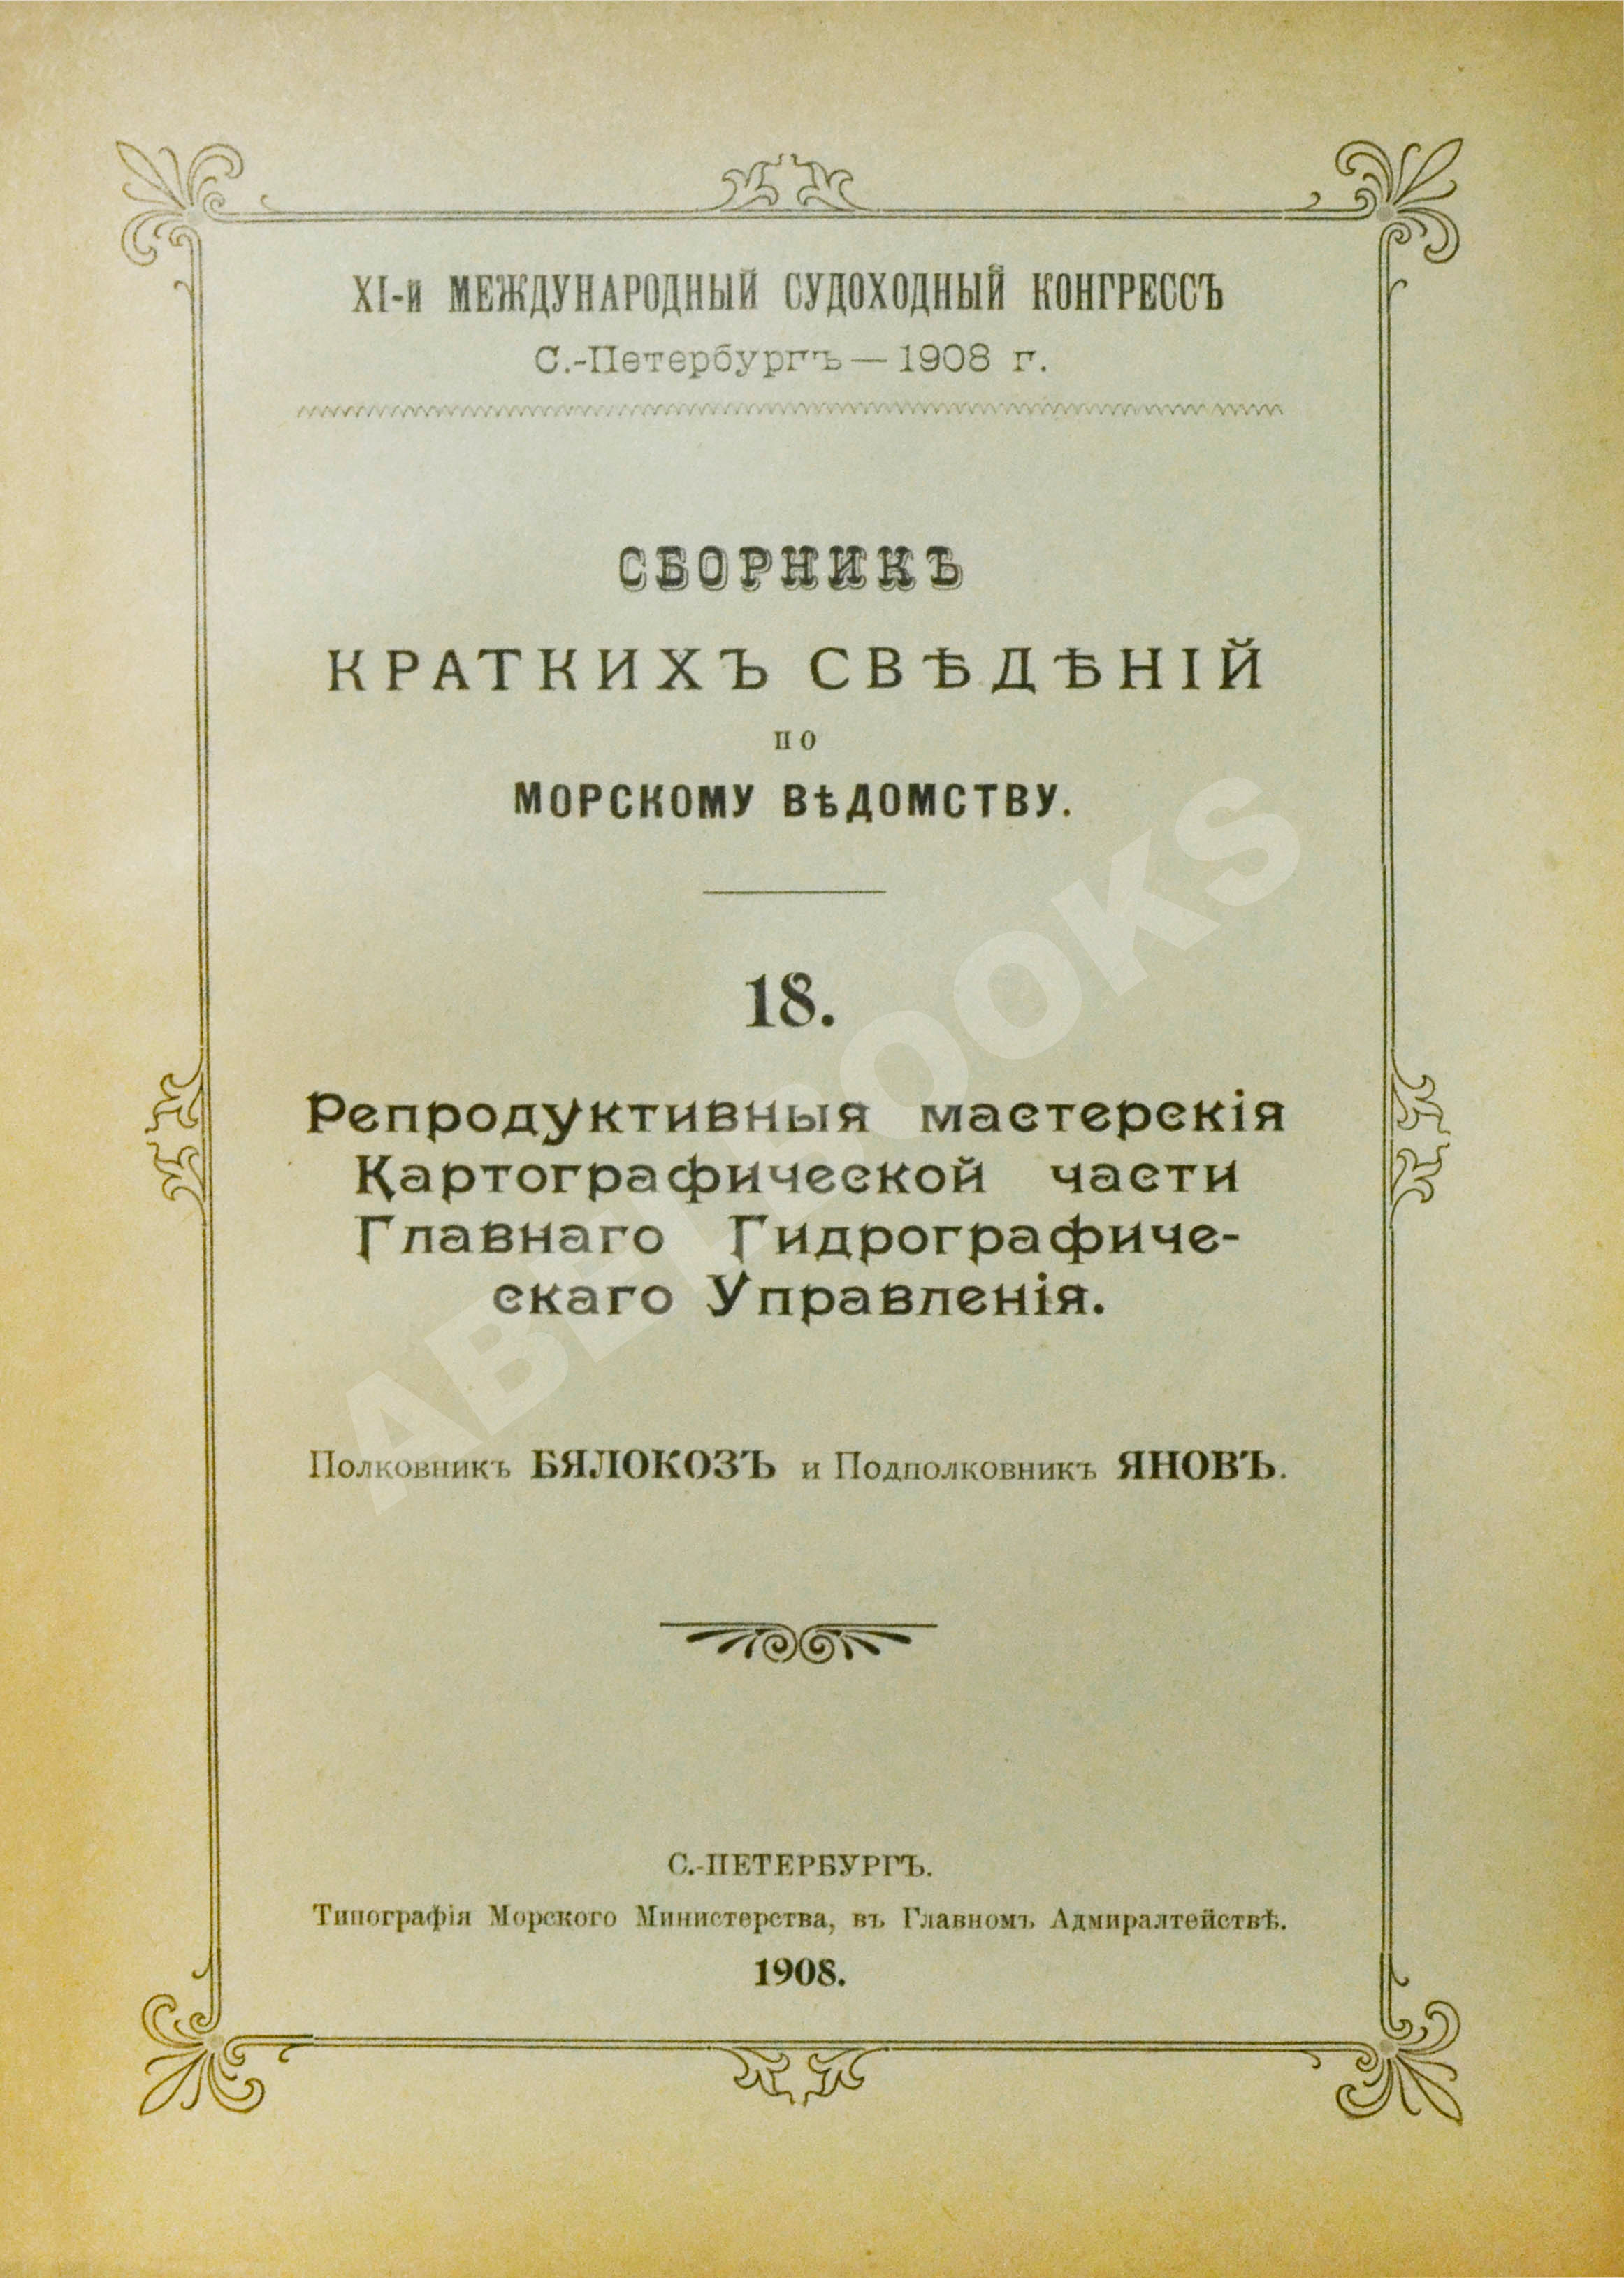 XI-й МЕЖДУНАРОДНЫЙ СУДОХОДНЫЙ КОНГРЕССЪ
С.-Петербургъ — 1908 г.
СБОРНИКЪ
КРАТКИХЪ СВѢДѢНІЙ
ПО
МОРСКОМУ ВѢДОМСТВУ.
18.
Репродуктивныя мастерскія
Картографической части
Главнаго Гидрографиче-
скаго Управленія.
Полковникъ БЯЛОКОЗЪ и Подполковникъ ЯНОВЪ.
С.-ПЕТЕРБУРГЪ.
Типографія Морского Министерства, въ Главномъ Адмиралтействѣ.
1908.
ABELBOOKS